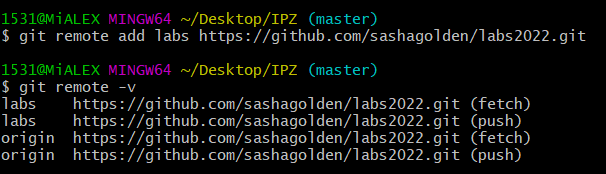 1531@MiALEX MINGW64 ~/Desktop/IPZ (master)
$ git remote add labs https://github.com/sashagolden/labs2022.git
1531@MiALEX MINGW64 ~/Desktop/IPZ (master)
$ git remote -v
labs    https://github.com/sashagolden/labs2022.git (fetch)
labs    https://github.com/sashagolden/labs2022.git (push)
origin  https://github.com/sashagolden/labs2022.git (fetch)
origin  https://github.com/sashagolden/labs2022.git (push)